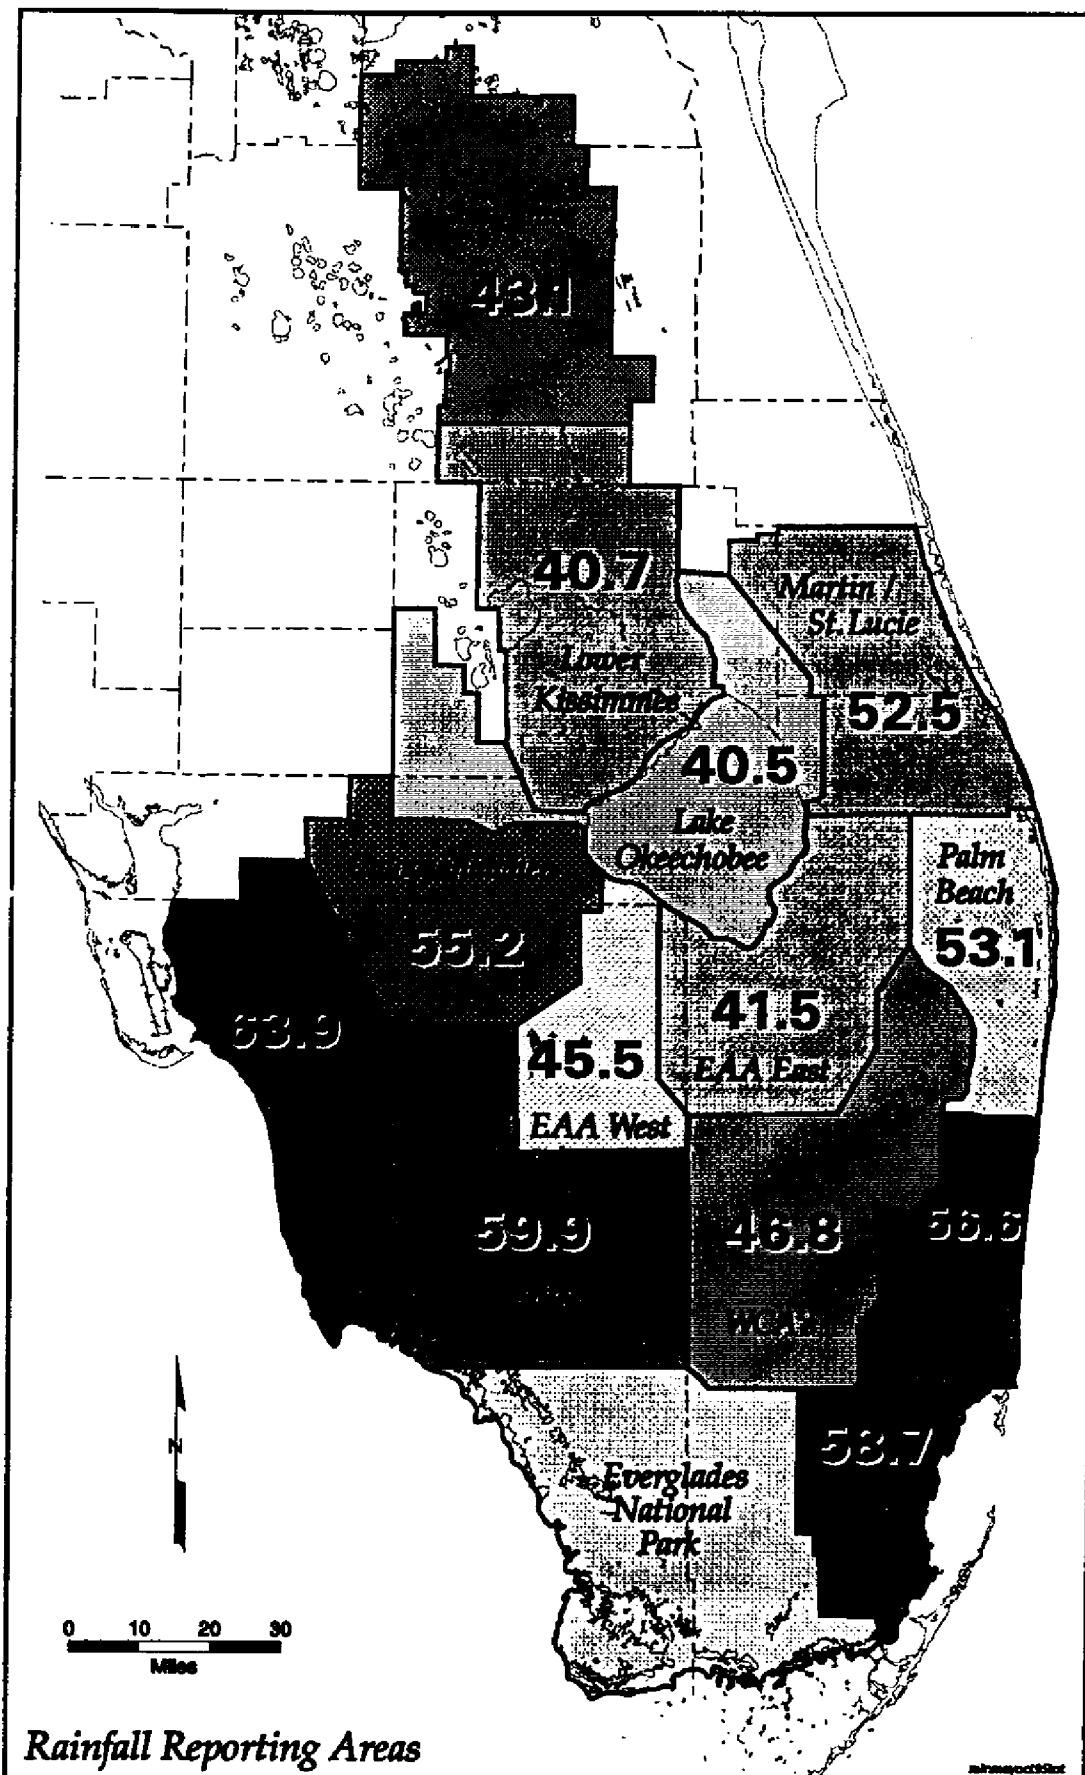 43.1
40.7
Lower
Kissimmee
Martin /
St. Lucie
52.5
40.5
Lake
Okeechobee
Palm
Beach
53.1
55.2
63.9
41.5
EAA East
45.5
EAA West
59.9
46.8
56.6
58.7
Everglades
National
Park
N
0 10 20 30
Miles
Rainfall Reporting Areas